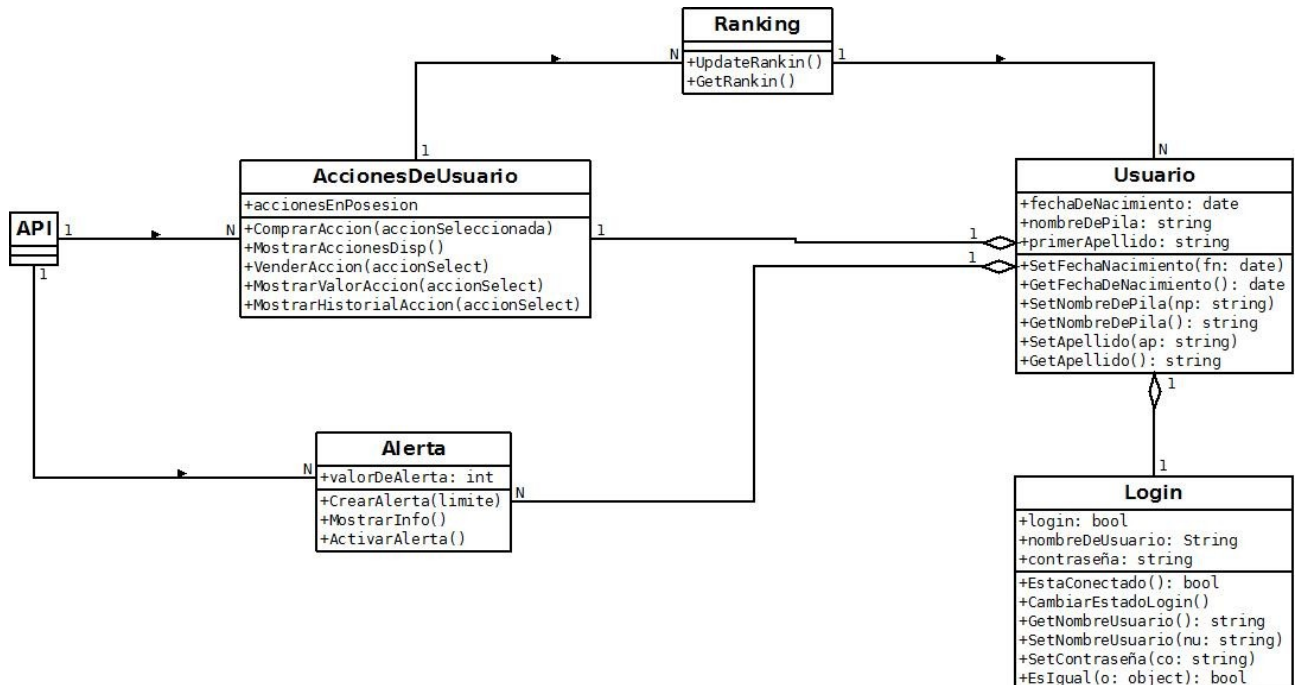 Ranking
+UpdateRankin()
+GetRankin()
N
1
1
N
AccionesDeUsuario
+accionesEnPosesion
+ComprarAccion(accionSeleccionada)
+MostrarAccionesDisp()
+VenderAccion(accionSelect)
+MostrarValorAccion(accionSelect)
+MostrarHistorialAccion(accionSelect)
Usuario
+fechaDeNacimiento: date
+nombreDePila: string
+primerApellido: string
+SetFechaNacimiento(fn: date)
+GetFechaDeNacimiento(): date
+SetNombreDePila(np: string)
+GetNombreDePila(): string
+SetApellido(ap: string)
+GetApellido(): string
API
1
N
1
1
1
1
Alerta
+valorDeAlerta: int
+CrearAlerta(limite)
+MostrarInfo()
+ActivarAlerta()
N
N
1
1
Login
+login: bool
+nombreDeUsuario: String
+contraseña: string
+EstaConectado(): bool
+CambiarEstadoLogin()
+GetNombreUsuario(): string
+SetNombreUsuario(nu: string)
+SetContraseña(co: string)
+EsIgual(o: object): bool